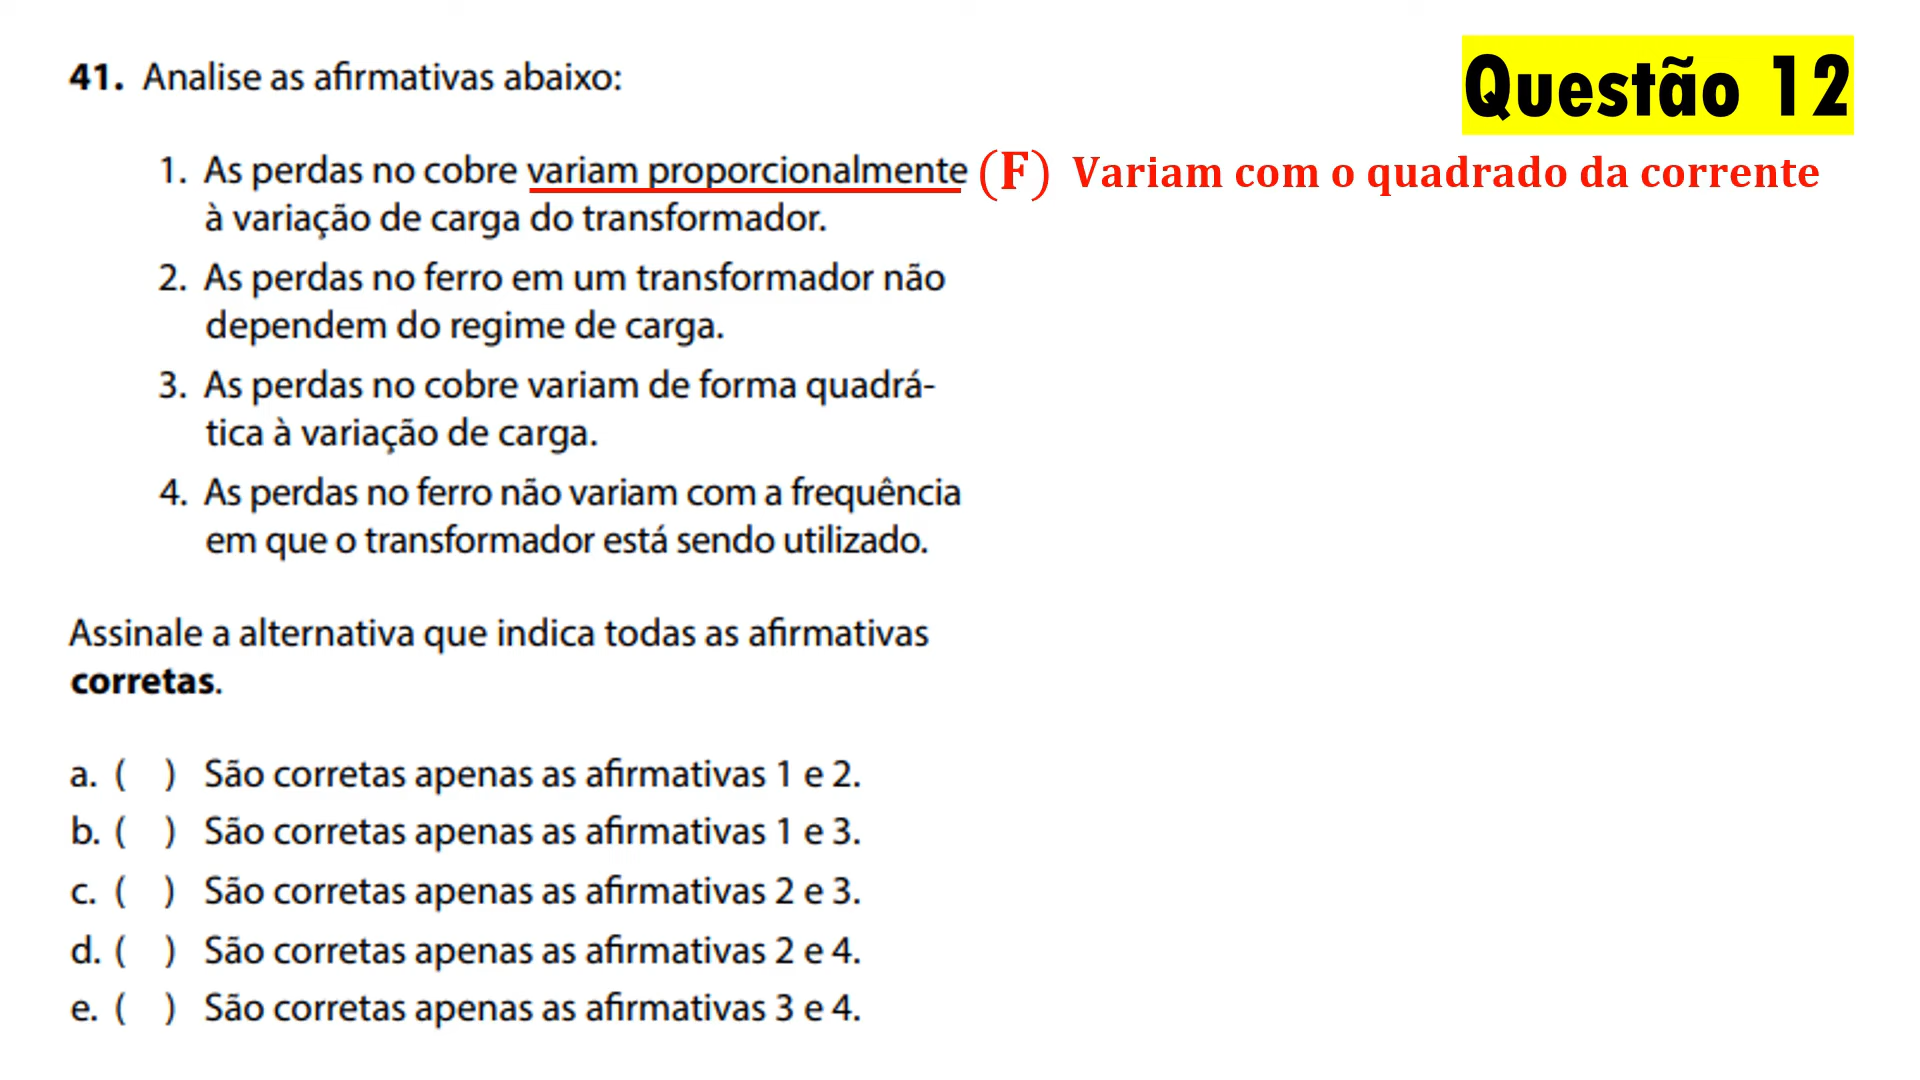 Questão 12
41. Analise as afirmativas abaixo:
1. As perdas no cobre variam proporcionalmente (F) Variam com o quadrado da corrente
à variação de carga do transformador.
2. As perdas no ferro em um transformador não
dependem do regime de carga.
3. As perdas no cobre variam de forma quadrá-
tica à variação de carga.
4. As perdas no ferro não variam com a frequência
em que o transformador está sendo utilizado.
Assinale a alternativa que indica todas as afirmativas
corretas.
a. ( ) São corretas apenas as afirmativas 1 e 2.
b. ( ) São corretas apenas as afirmativas 1 e 3.
c. ( ) São corretas apenas as afirmativas 2 e 3.
d. ( ) São corretas apenas as afirmativas 2 e 4.
e. ( ) São corretas apenas as afirmativas 3 e 4.